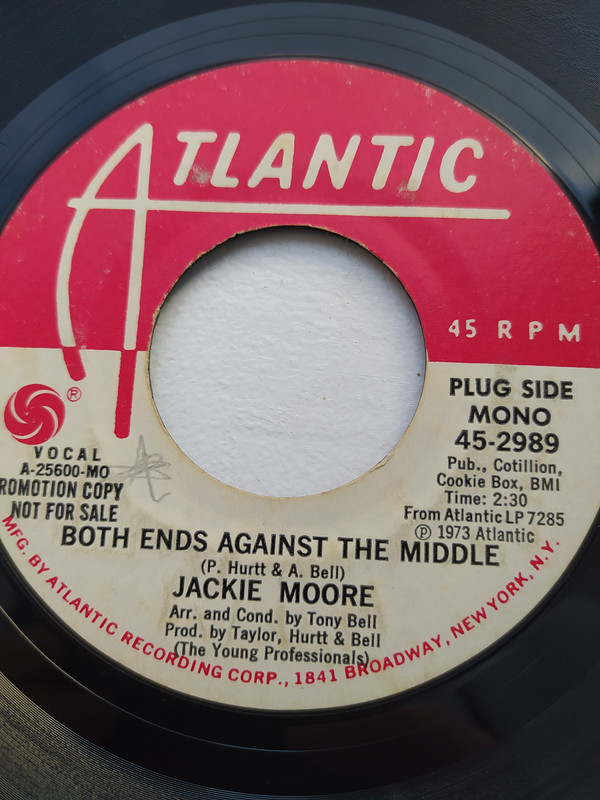 ATLANTIC
45 RPM
®
VOCAL
A-25600-MO
ROMOTION COPY
NOT FOR SALE
PLUG SIDE
MONO
45-2989
Pub., Cotillion,
Cookie Box, BMI
Time: 2:30
From Atlantic LP 7285
Ⓟ 1973 Atlantic
BOTH ENDS AGAINST THE MIDDLE
(P. Hurtt & A. Bell)
JACKIE MOORE
Arr. and Cond. by Tony Bell
Prod. by Taylor, Hurtt & Bell
(The Young Professionals)
MFG. BY ATLANTIC RECORDING CORP., 1841 BROADWAY, NEW YORK, N.Y.